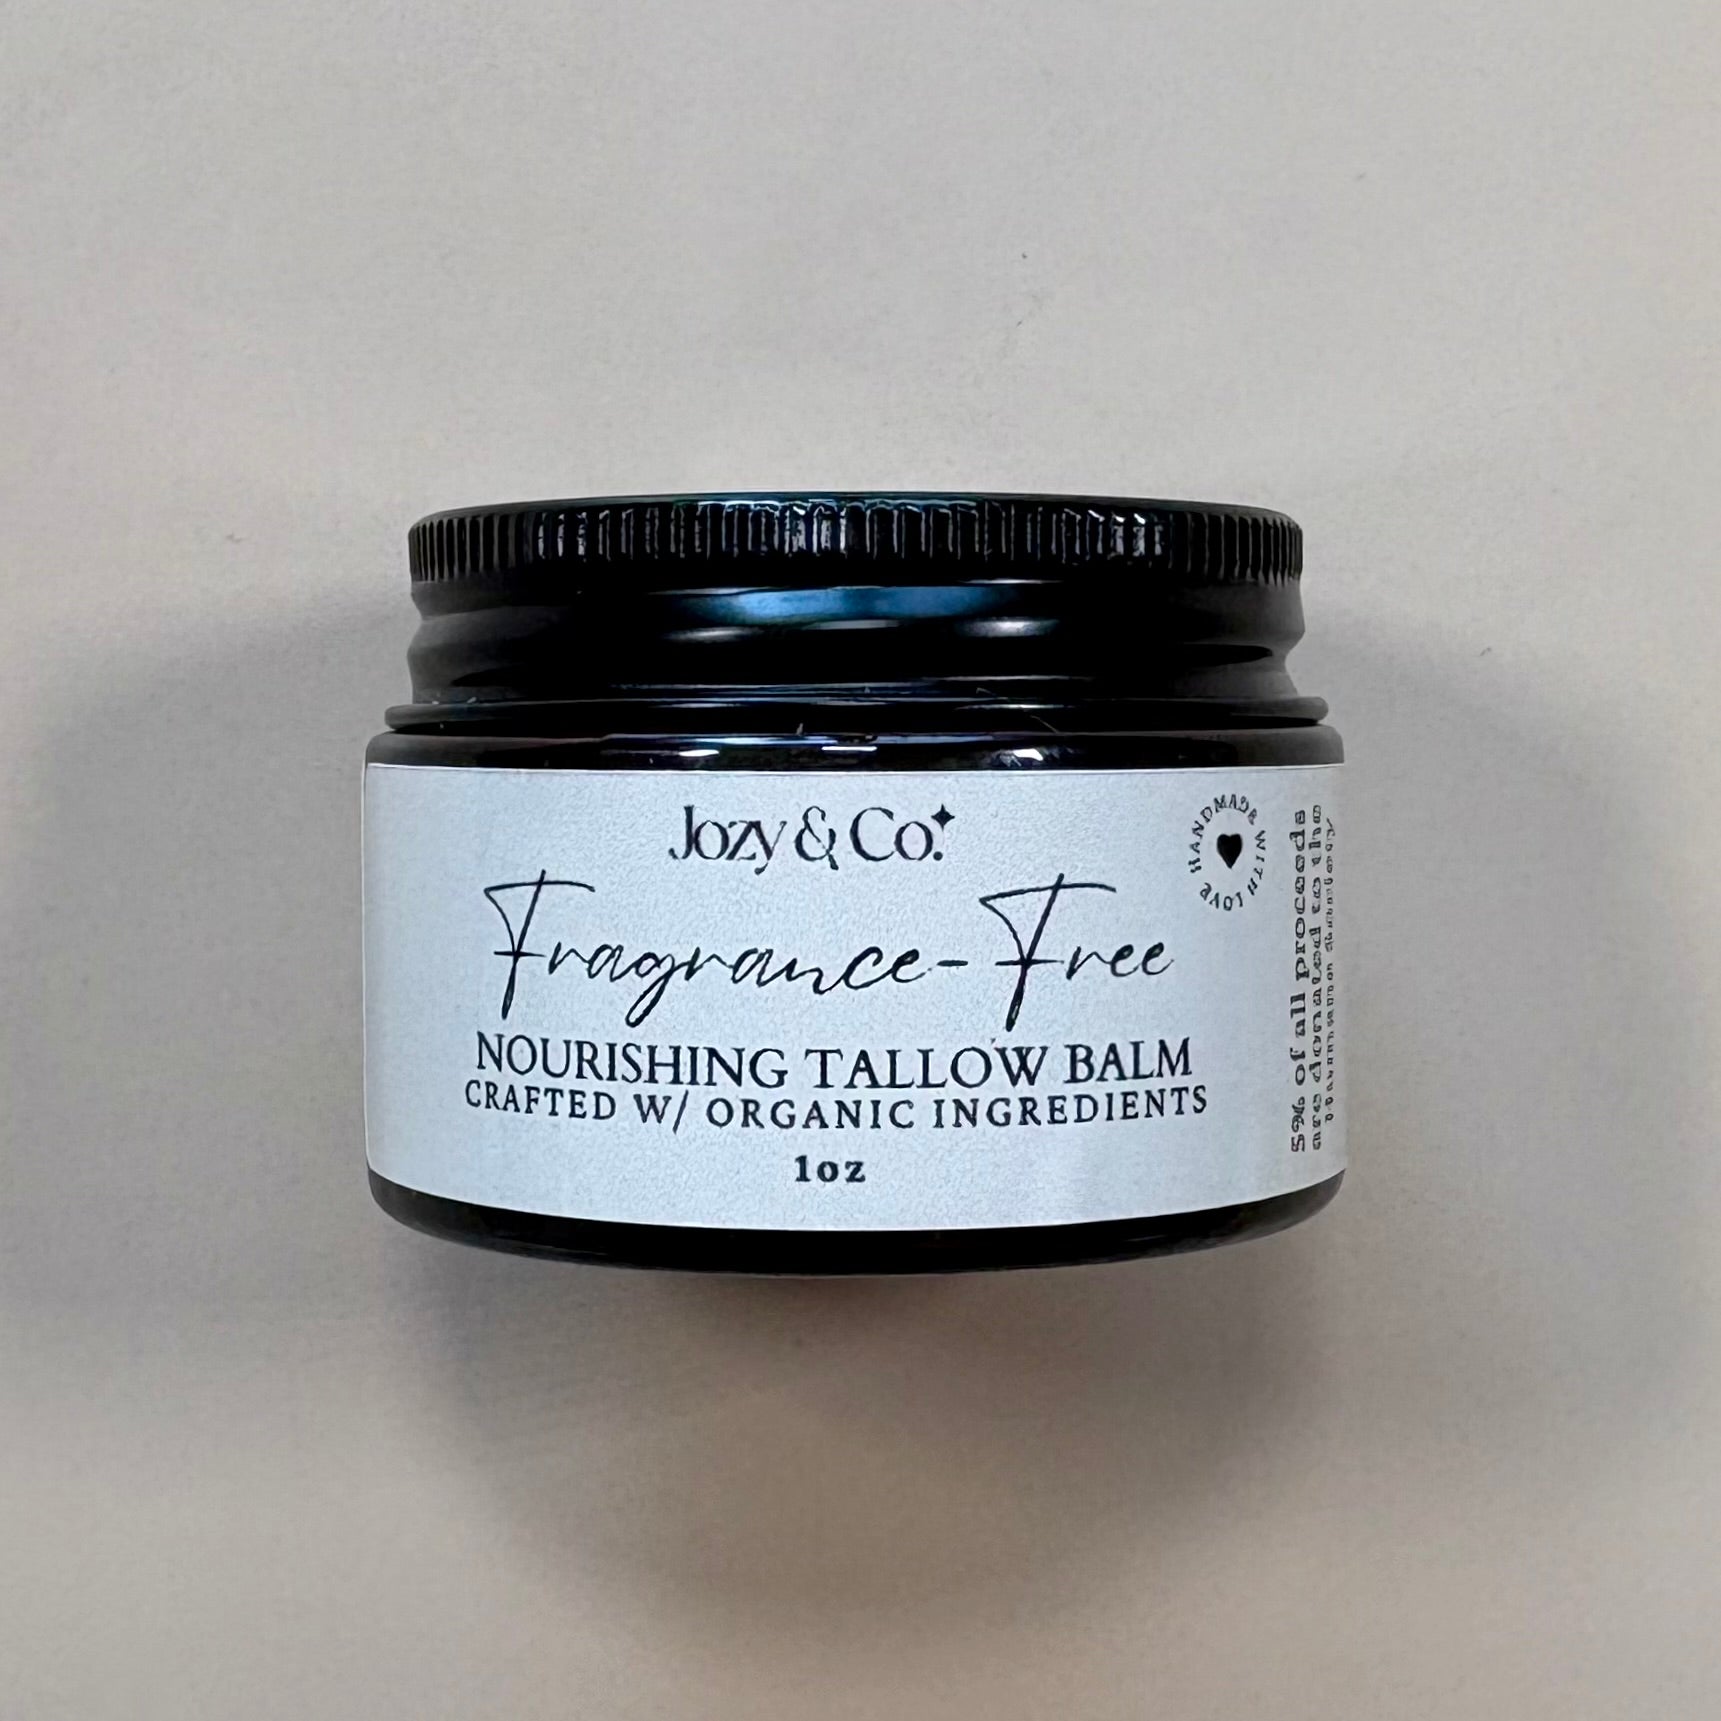 Jozy & Co.
Fragrance-Free
NOURISHING TALLOW BALM
CRAFTED W/ ORGANIC INGREDIENTS
1oz
HANDMADE WITH LOVE
5% of all proceeds
are donated to the